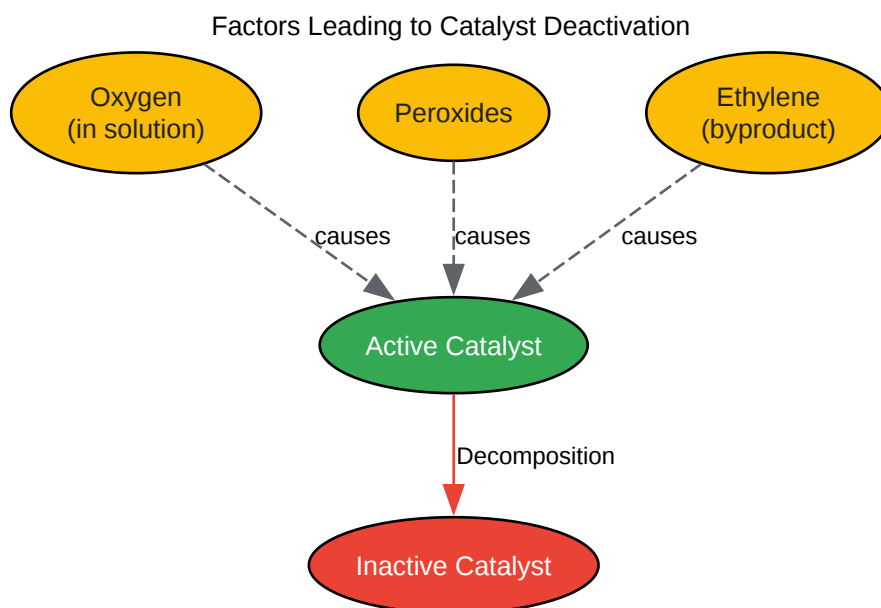 Factors Leading to Catalyst Deactivation
Oxygen
(in solution)
Peroxides
Ethylene
(byproduct)
causes
causes
causes
Active Catalyst
Decomposition
Inactive Catalyst